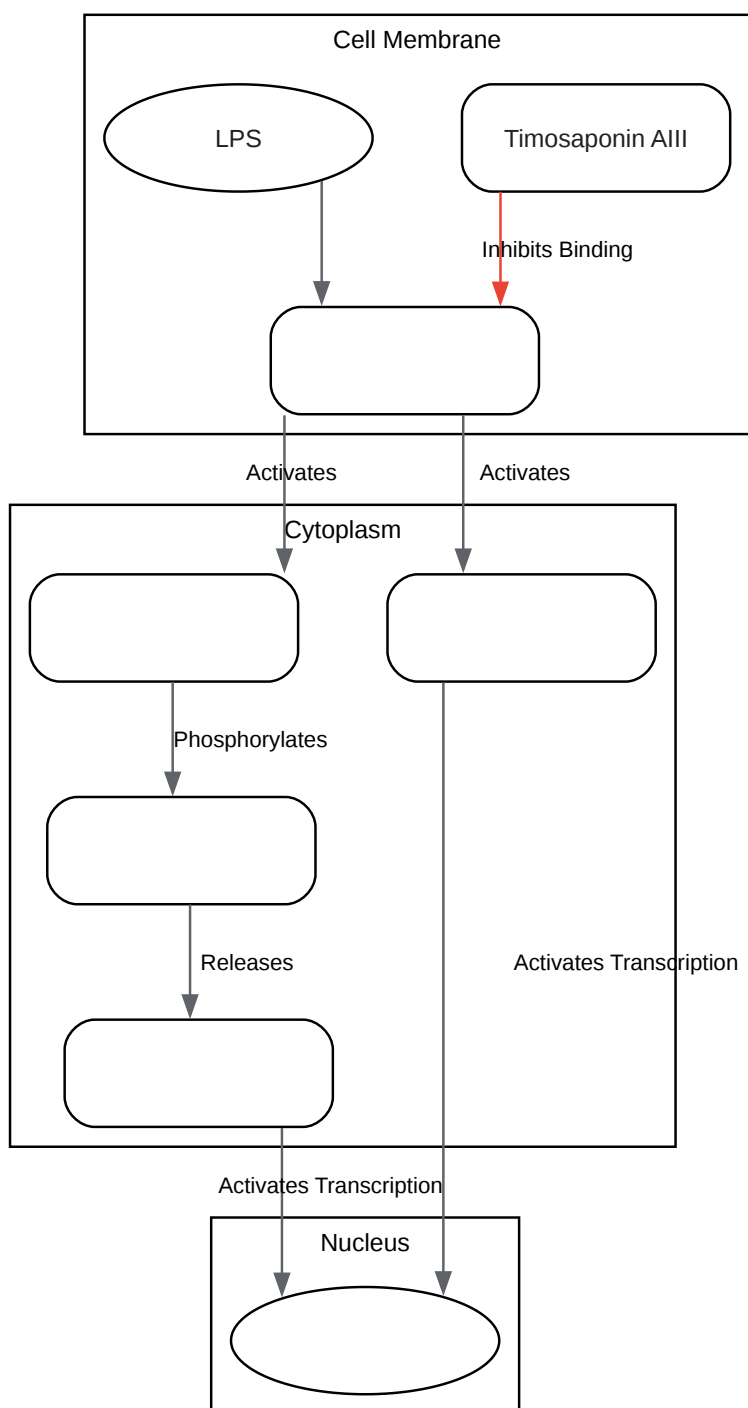 Cell Membrane
LPS
Timosaponin AIII
Inhibits Binding
Activates
Activates
Cytoplasm
Phosphorylates
Releases
Activates Transcription
Activates Transcription
Nucleus